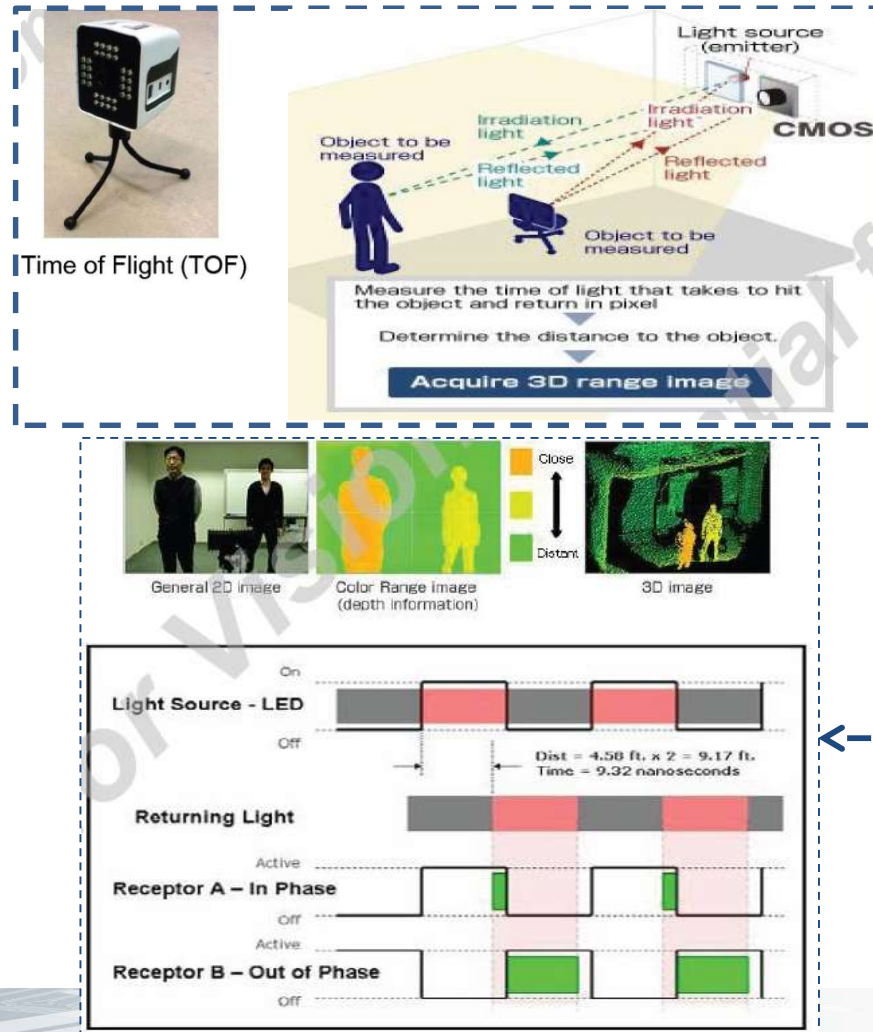 Light source
(emitter)
Irradiation
light
Irradiation
light
CMOS
Object to be
measured
Reflected
light
Reflected
light
Object to be
measured
Time of Flight (TOF)
Measure the time of light that takes to hit
the object and return in pixel
Determine the distance to the object.
Acquire 3D range image
Close
Distant
General 2D image
Color Range image
(depth information)
3D image
On
Light Source - LED
Off
Dist = 4.58 ft. x 2 = 9.17 ft.
Time = 9.32 nanoseconds
Returning Light
Active
Receptor A – In Phase
Off
Active
Receptor B – Out of Phase
Off
or Vision